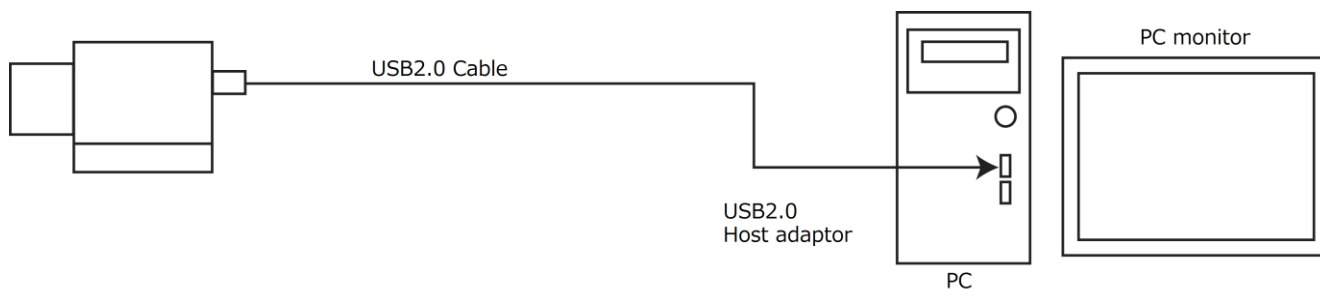 USB2.0 Cable
PC monitor
USB2.0
Host adaptor
PC